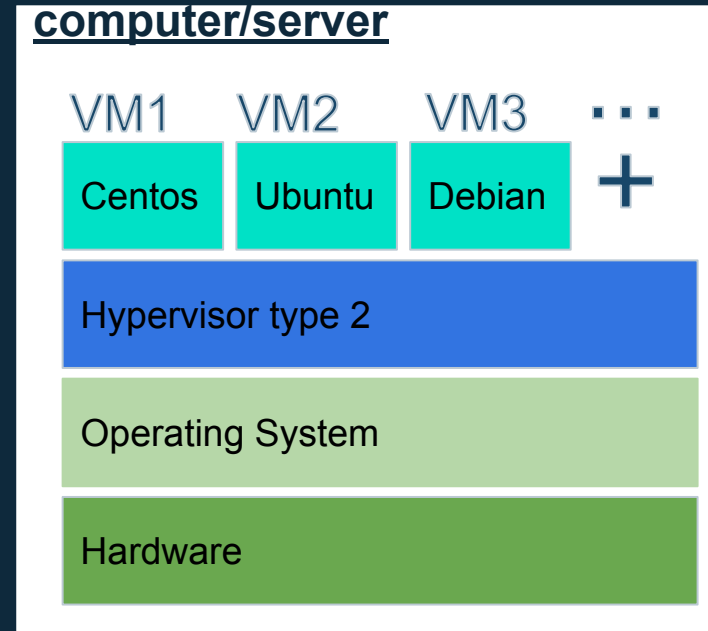 computer/server
VM1 VM2 VM3 ...
+
Centos Ubuntu Debian
Hypervisor type 2
Operating System
Hardware